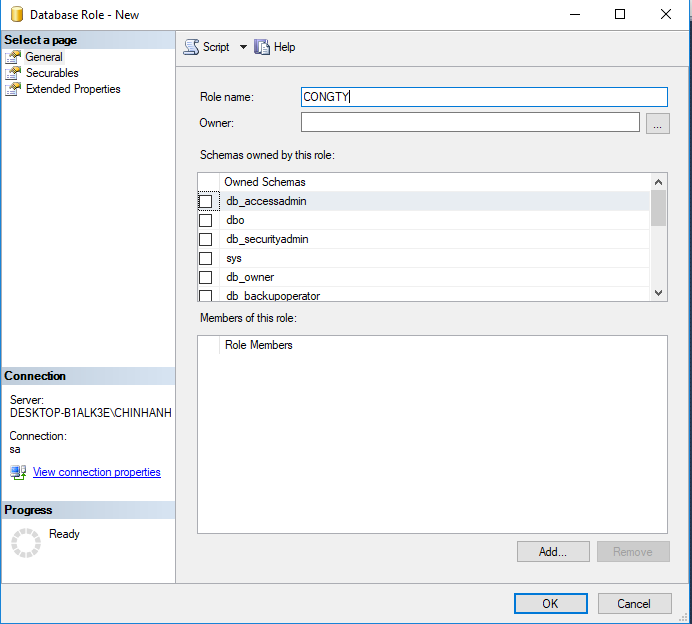 Database Role - New
Select a page
General
Securables
Extended Properties
Script
Help
Role name:
CONGTY
Owner:
...
Schemas owned by this role:
Owned Schemas
db_accessadmin
dbo
db_securityadmin
sys
db_owner
db_backupoperator
Members of this role:
Role Members
Connection
Server:
DESKTOP-B1ALK3E\CHINHANH
Connection:
sa
View connection properties
Progress
Ready
Add...
Remove
OK
Cancel